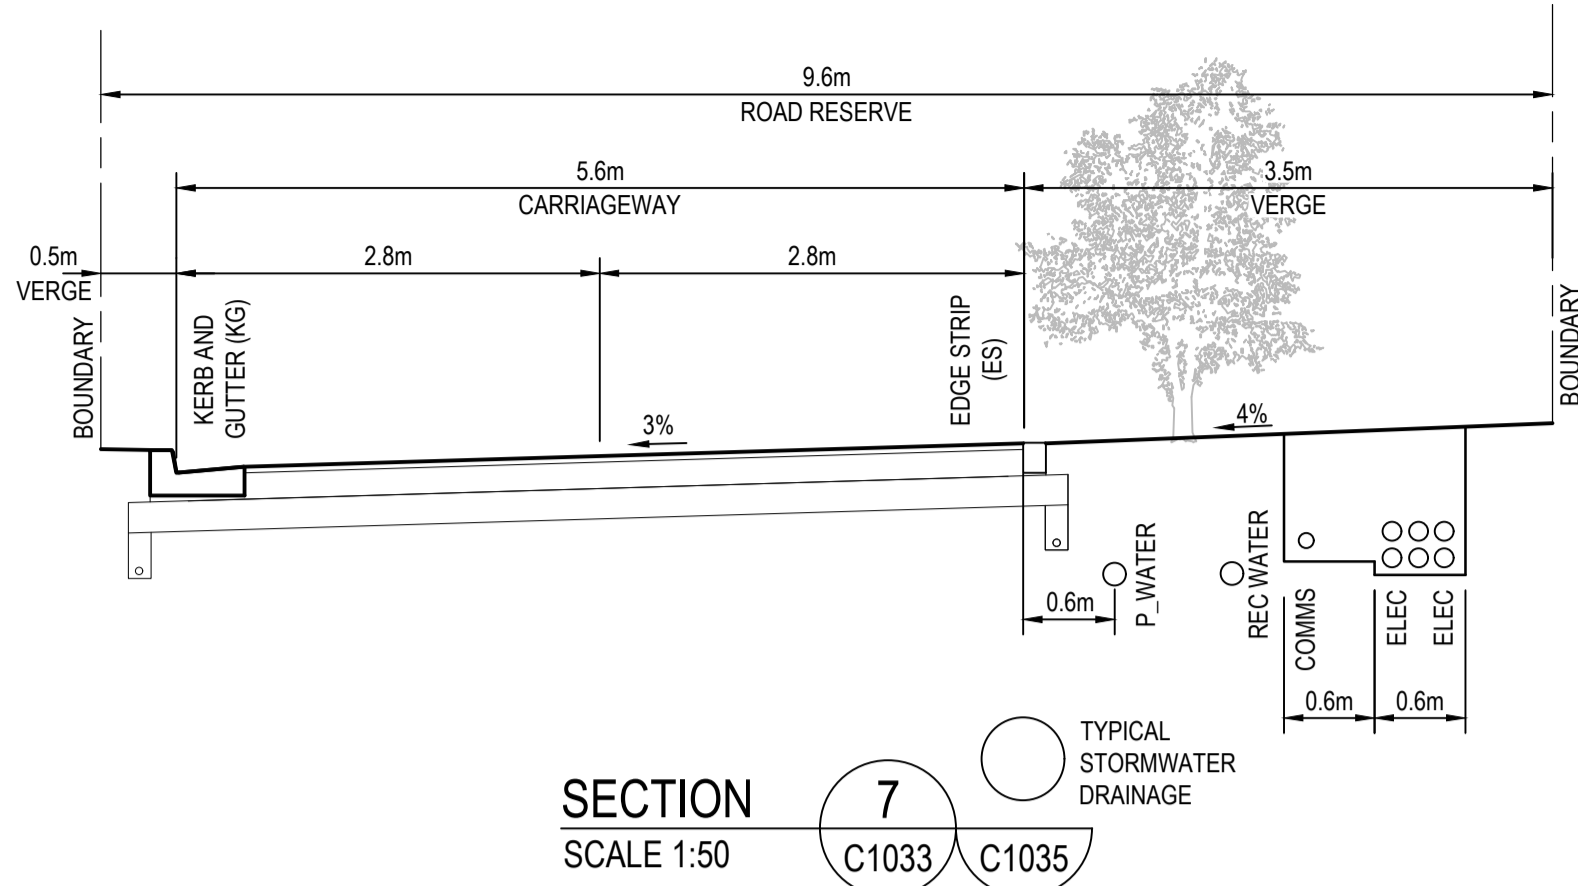 9.6m
ROAD RESERVE
5.6m
CARRIAGEWAY
3.5m
VERGE
0.5m
VERGE
2.8m
2.8m
BOUNDARY
KERB AND
GUTTER (KG)
EDGE STRIP
(ES)
BOUNDARY
3%
4%
0.6m
P_WATER
REC WATER
COMMS
ELEC
ELEC
0.6m
0.6m
TYPICAL
STORMWATER
DRAINAGE
SECTION
SCALE 1:50
7
C1033
C1035